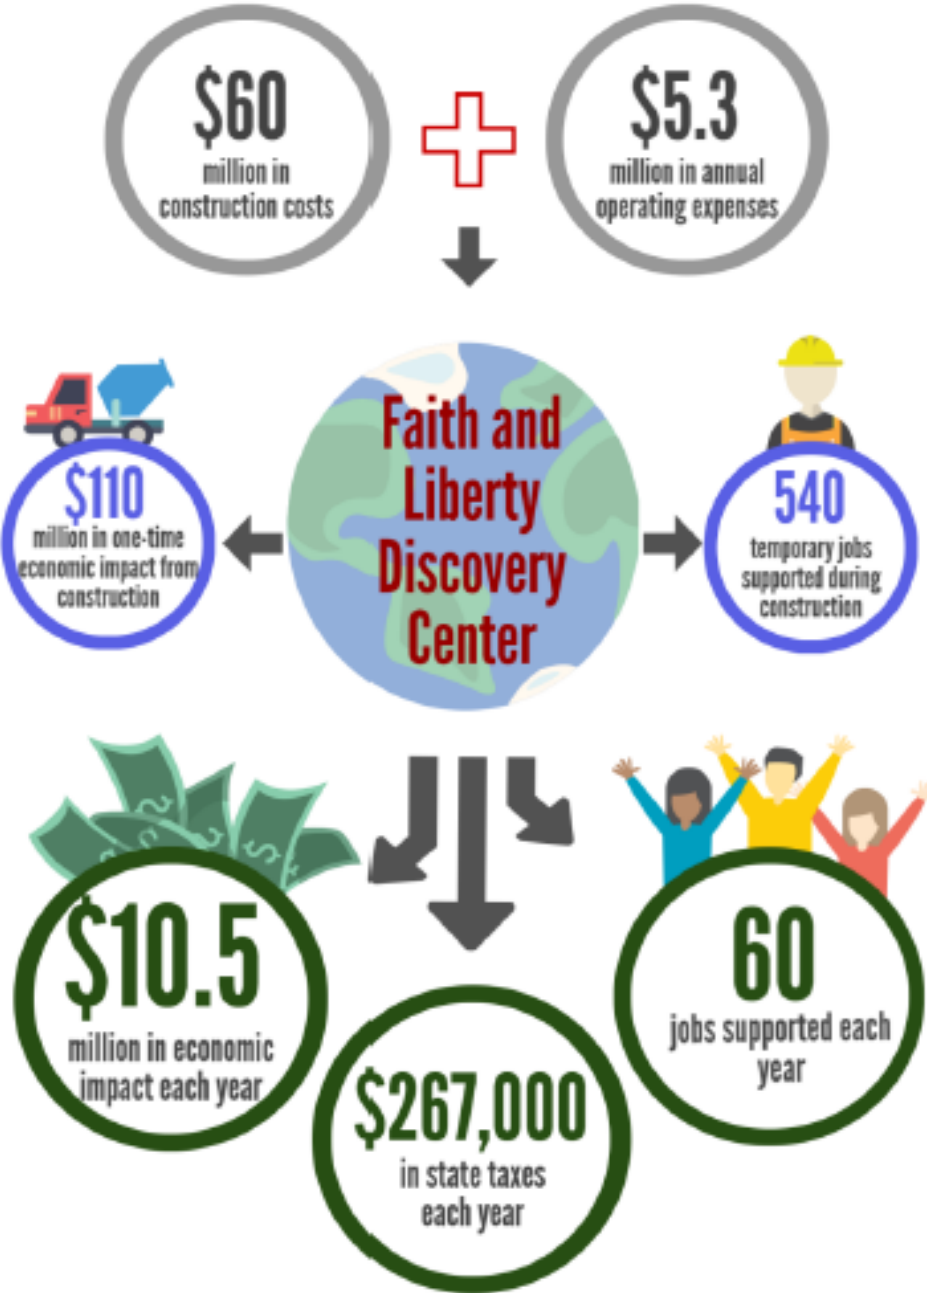 $60
million in
construction costs
$5.3
million in annual
operating expenses
Faith and
Liberty
Discovery
Center
$110
million in one-time
economic impact from
construction
540
temporary jobs
supported during
construction
$10.5
million in economic
impact each year
$267,000
in state taxes
each year
60
jobs supported each
year